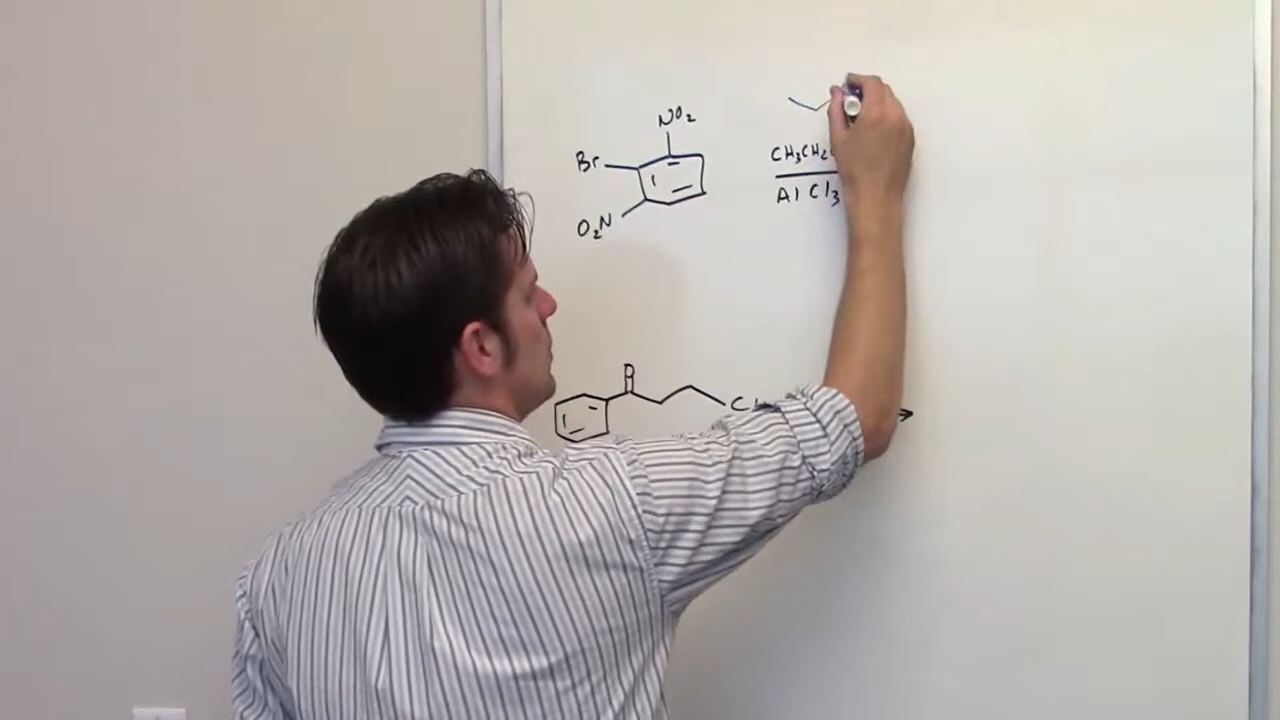 NO₂
Br
CH₃CH₂
O₂N
AlCl₃
O